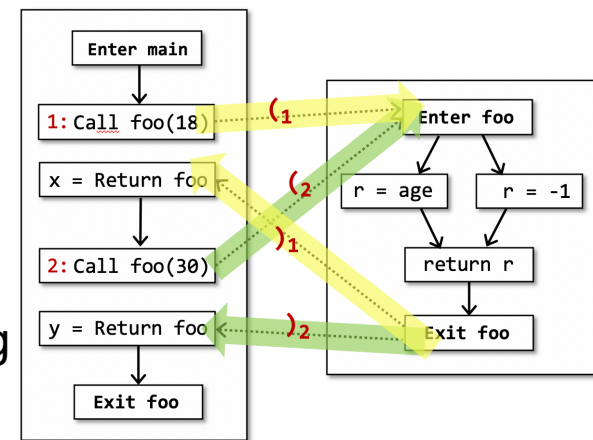 Enter main
1: Call foo(18)
x = Return foo
2: Call foo(30)
y = Return foo
Exit foo
(1
(2
)1
)2
Enter foo
r = age
r = -1
return r
Exit foo
g